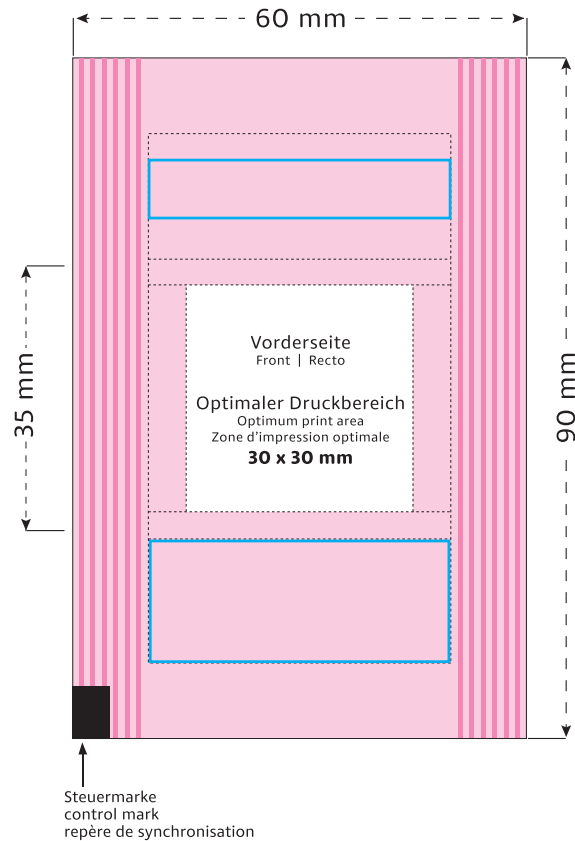 60 mm
35 mm
90 mm
Vorderseite
Front | Recto
Optimaler Druckbereich
Optimum print area
Zone d'impression optimale
30 x 30 mm
Steuermarke
control mark
repère de synchronisation